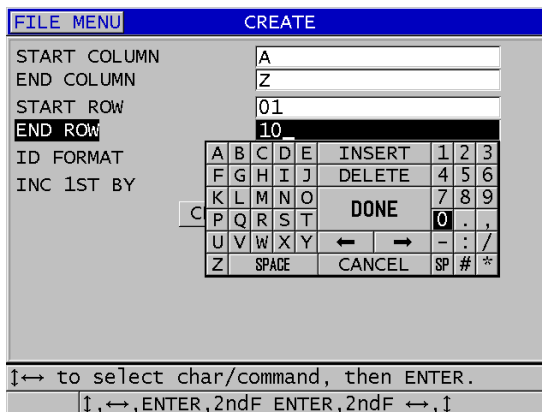 FILE MENU CREATE
START COLUMN A
END COLUMN Z
START ROW 01
END ROW 10_
ID FORMAT
INC 1ST BY
A B C D E INSERT 1 2 3
F G H I J DELETE 4 5 6
K L M N O DONE 7 8 9
C P Q R S T 0 . ,
U V W X Y ← → - : /
Z SPACE CANCEL SP # *
↕↔ to select char/command, then ENTER.
↕,↔,ENTER,2ndF ENTER,2ndF ↔,↕